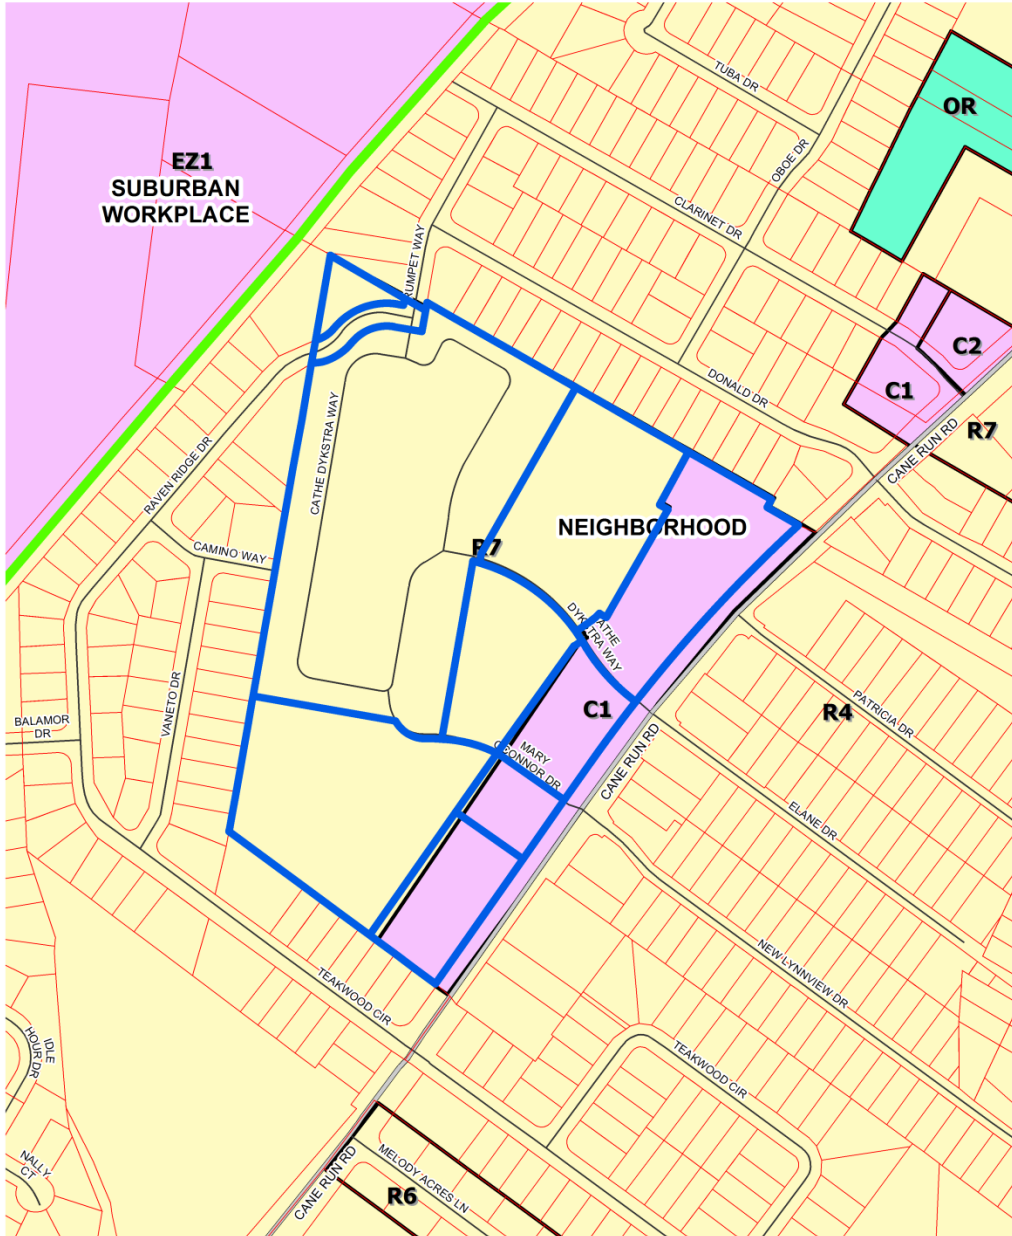 TUBA DR
OR
OBOE DR
EZ1
SUBURBAN
WORKPLACE
CLARINET DR
RUMPET WAY
C2
C1
DONALD DR
R7
CANE RUN RD
CATHE DYKSTRA WAY
RAVEN RIDGE DR
NEIGHBORHOOD
R7
CAMINO WAY
CATHE
DYKSTRA WAY
VANETO DR
BALAMOR
DR
C1
R4
PATRICIA DR
MARY
OCONNOR DR
CANE RUN RD
ELANE DR
NEW LYNNVIEW DR
TEAKWOOD CIR
IDLE
HOUR DR
TEAKWOOD CIR
NALLY
CT
MELODY ACRES LN
CANE RUN RD
R6